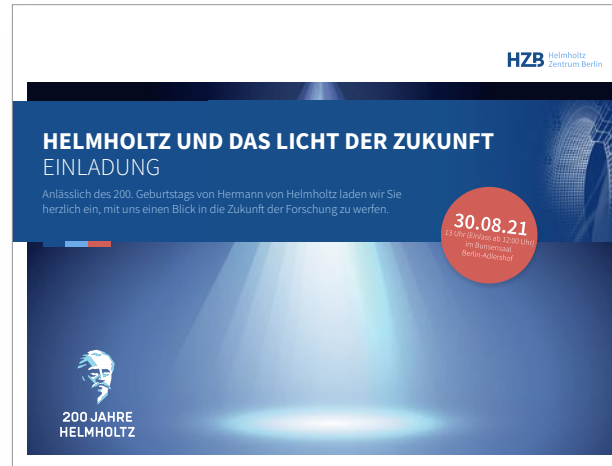 HZB Helmholtz
Zentrum Berlin
HELMHOLTZ UND DAS LICHT DER ZUKUNFT
EINLADUNG
Anlässlich des 200. Geburtstags von Hermann von Helmholtz laden wir Sie
herzlich ein, mit uns einen Blick in die Zukunft der Forschung zu werfen.
30.08.21
13 Uhr (Einlass ab 12:00 Uhr)
im Bunsensaal
Berlin-Adlershof
200 JAHRE
HELMHOLTZ